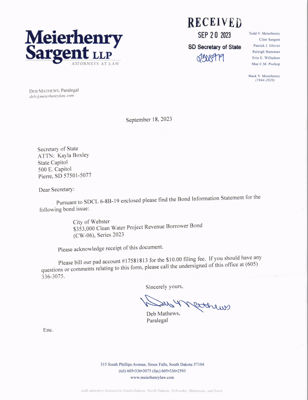 Meierhenry
Sargent LLP
ATTORNEYS AT LAW
RECEIVED
SEP 20 2023
SD Secretary of State
Todd V. Meierhenry
Clint Sargent
Patrick J. Glover
Raleigh Hansman
Erin E. Willadsen
Mark V. Meierhenry
(1944-2020)
DEB MATHEWS, Paralegal
deb@meierhenrylaw.com
September 18, 2023
Secretary of State
ATTN: Kayla Boxley
State Capitol
500 E. Capitol
Pierre, SD 57501-5077
Dear Secretary:
Pursuant to SDCL 6-8B-19 enclosed please find the Bond Information Statement for the
following bond issue:
City of Webster
$353,000 Clean Water Project Revenue Borrower Bond
(CW-06), Series 2023
Please acknowledge receipt of this document.
Please bill our pad account #17581813 for the $10.00 filing fee. If you should have any
questions or comments relating to this form, please call the undersigned of this office at (605)
336-3075.
Sincerely yours,
Deb Mathews
Deb Mathews,
Paralegal
Enc.
315 South Phillips Avenue, Sioux Falls, South Dakota 57104
(tel) 605•336•3075 (fax) 605•336•2593
www.meierhenrylaw.com